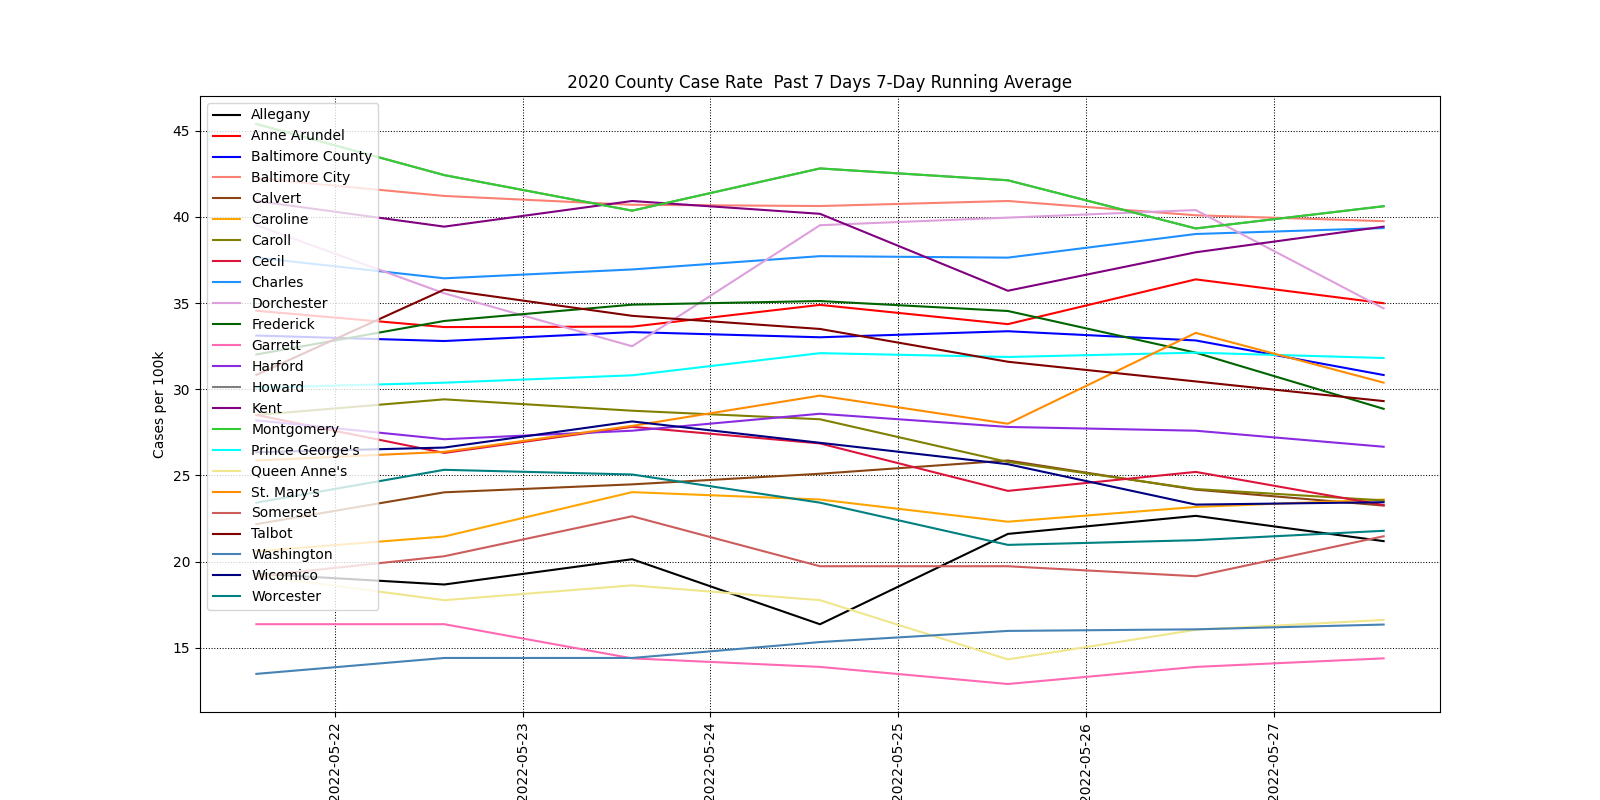 2020 County Case Rate  Past 7 Days 7-Day Running Average
Cases per 100k
45
40
35
30
25
20
15
Allegany
Anne Arundel
Baltimore County
Baltimore City
Calvert
Caroline
Caroll
Cecil
Charles
Dorchester
Frederick
Garrett
Harford
Howard
Kent
Montgomery
Prince George's
Queen Anne's
St. Mary's
Somerset
Talbot
Washington
Wicomico
Worcester
2022-05-22
2022-05-23
2022-05-24
2022-05-25
2022-05-26
2022-05-27